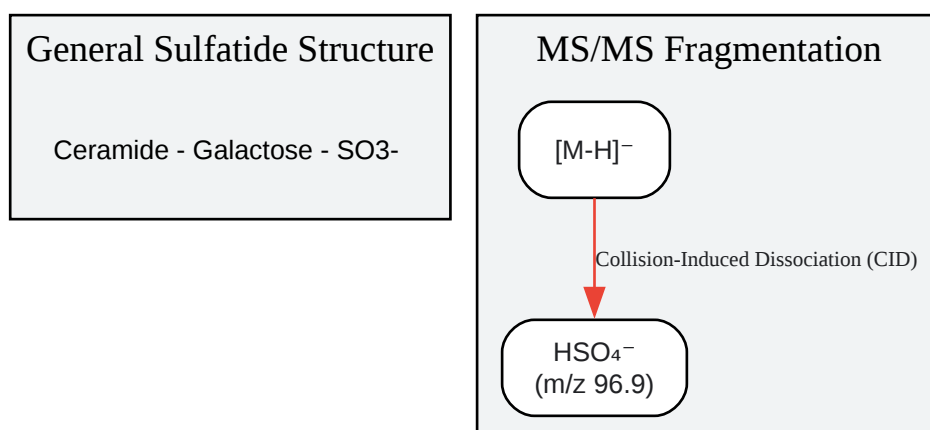 General Sulfatide Structure
Ceramide - Galactose - SO3-
MS/MS Fragmentation
[M-H]⁻
Collision-Induced Dissociation (CID)
HSO₄⁻
(m/z 96.9)